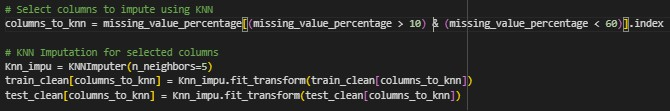 # Select columns to impute using KNN
columns_to_knn = missing_value_percentage[(missing_value_percentage > 10) & (missing_value_percentage < 60)].index
# KNN Imputation for selected columns
Knn_impu = KNNImputer(n_neighbors=5)
train_clean[columns_to_knn] = Knn_impu.fit_transform(train_clean[columns_to_knn])
test_clean[columns_to_knn] = Knn_impu.fit_transform(test_clean[columns_to_knn])